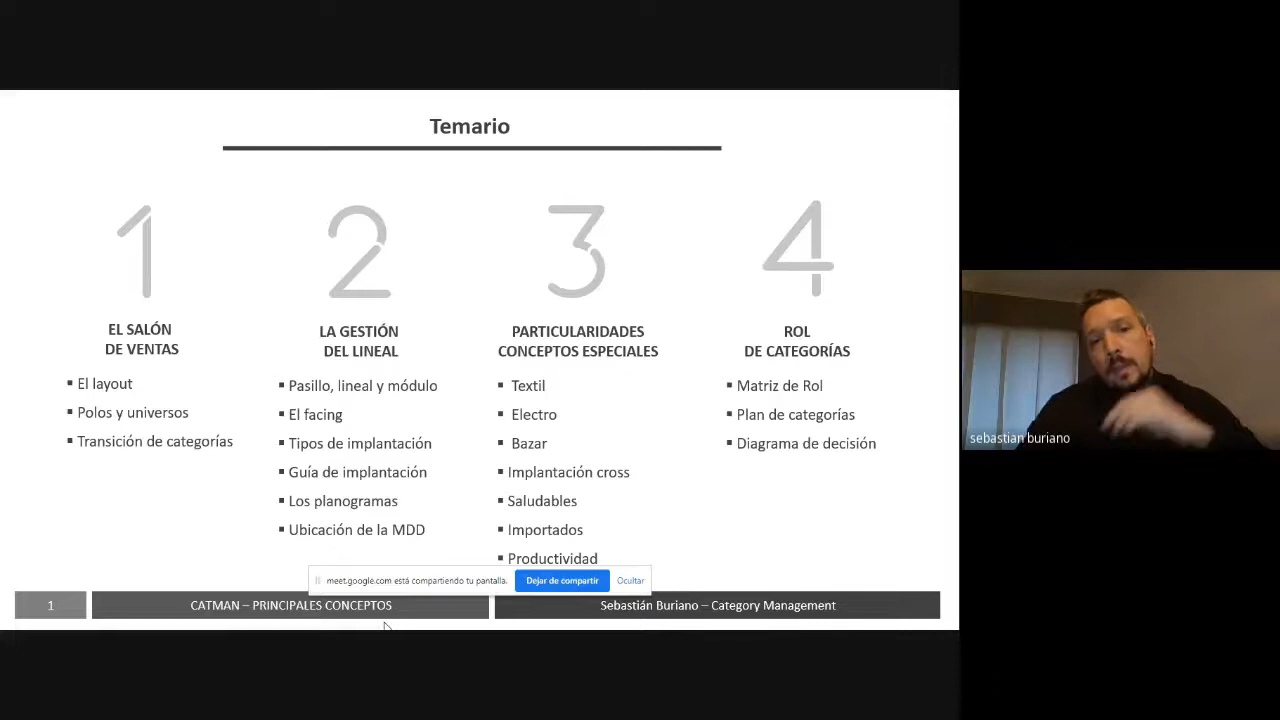 Temario
1
EL SALÓN
DE VENTAS
▪ El layout
▪ Polos y universos
▪ Transición de categorías
2
LA GESTIÓN
DEL LINEAL
▪ Pasillo, lineal y módulo
▪ El facing
▪ Tipos de implantación
▪ Guía de implantación
▪ Los planogramas
▪ Ubicación de la MDD
3
PARTICULARIDADES
CONCEPTOS ESPECIALES
▪ Textil
▪ Electro
▪ Bazar
▪ Implantación cross
▪ Saludables
▪ Importados
▪ Productividad
4
ROL
DE CATEGORÍAS
▪ Matriz de Rol
▪ Plan de categorías
▪ Diagrama de decisión
sebastian buriano
meet.google.com está compartiendo tu pantalla. Dejar de compartir Ocultar
1 CATMAN – PRINCIPALES CONCEPTOS Sebastián Buriano – Category Management